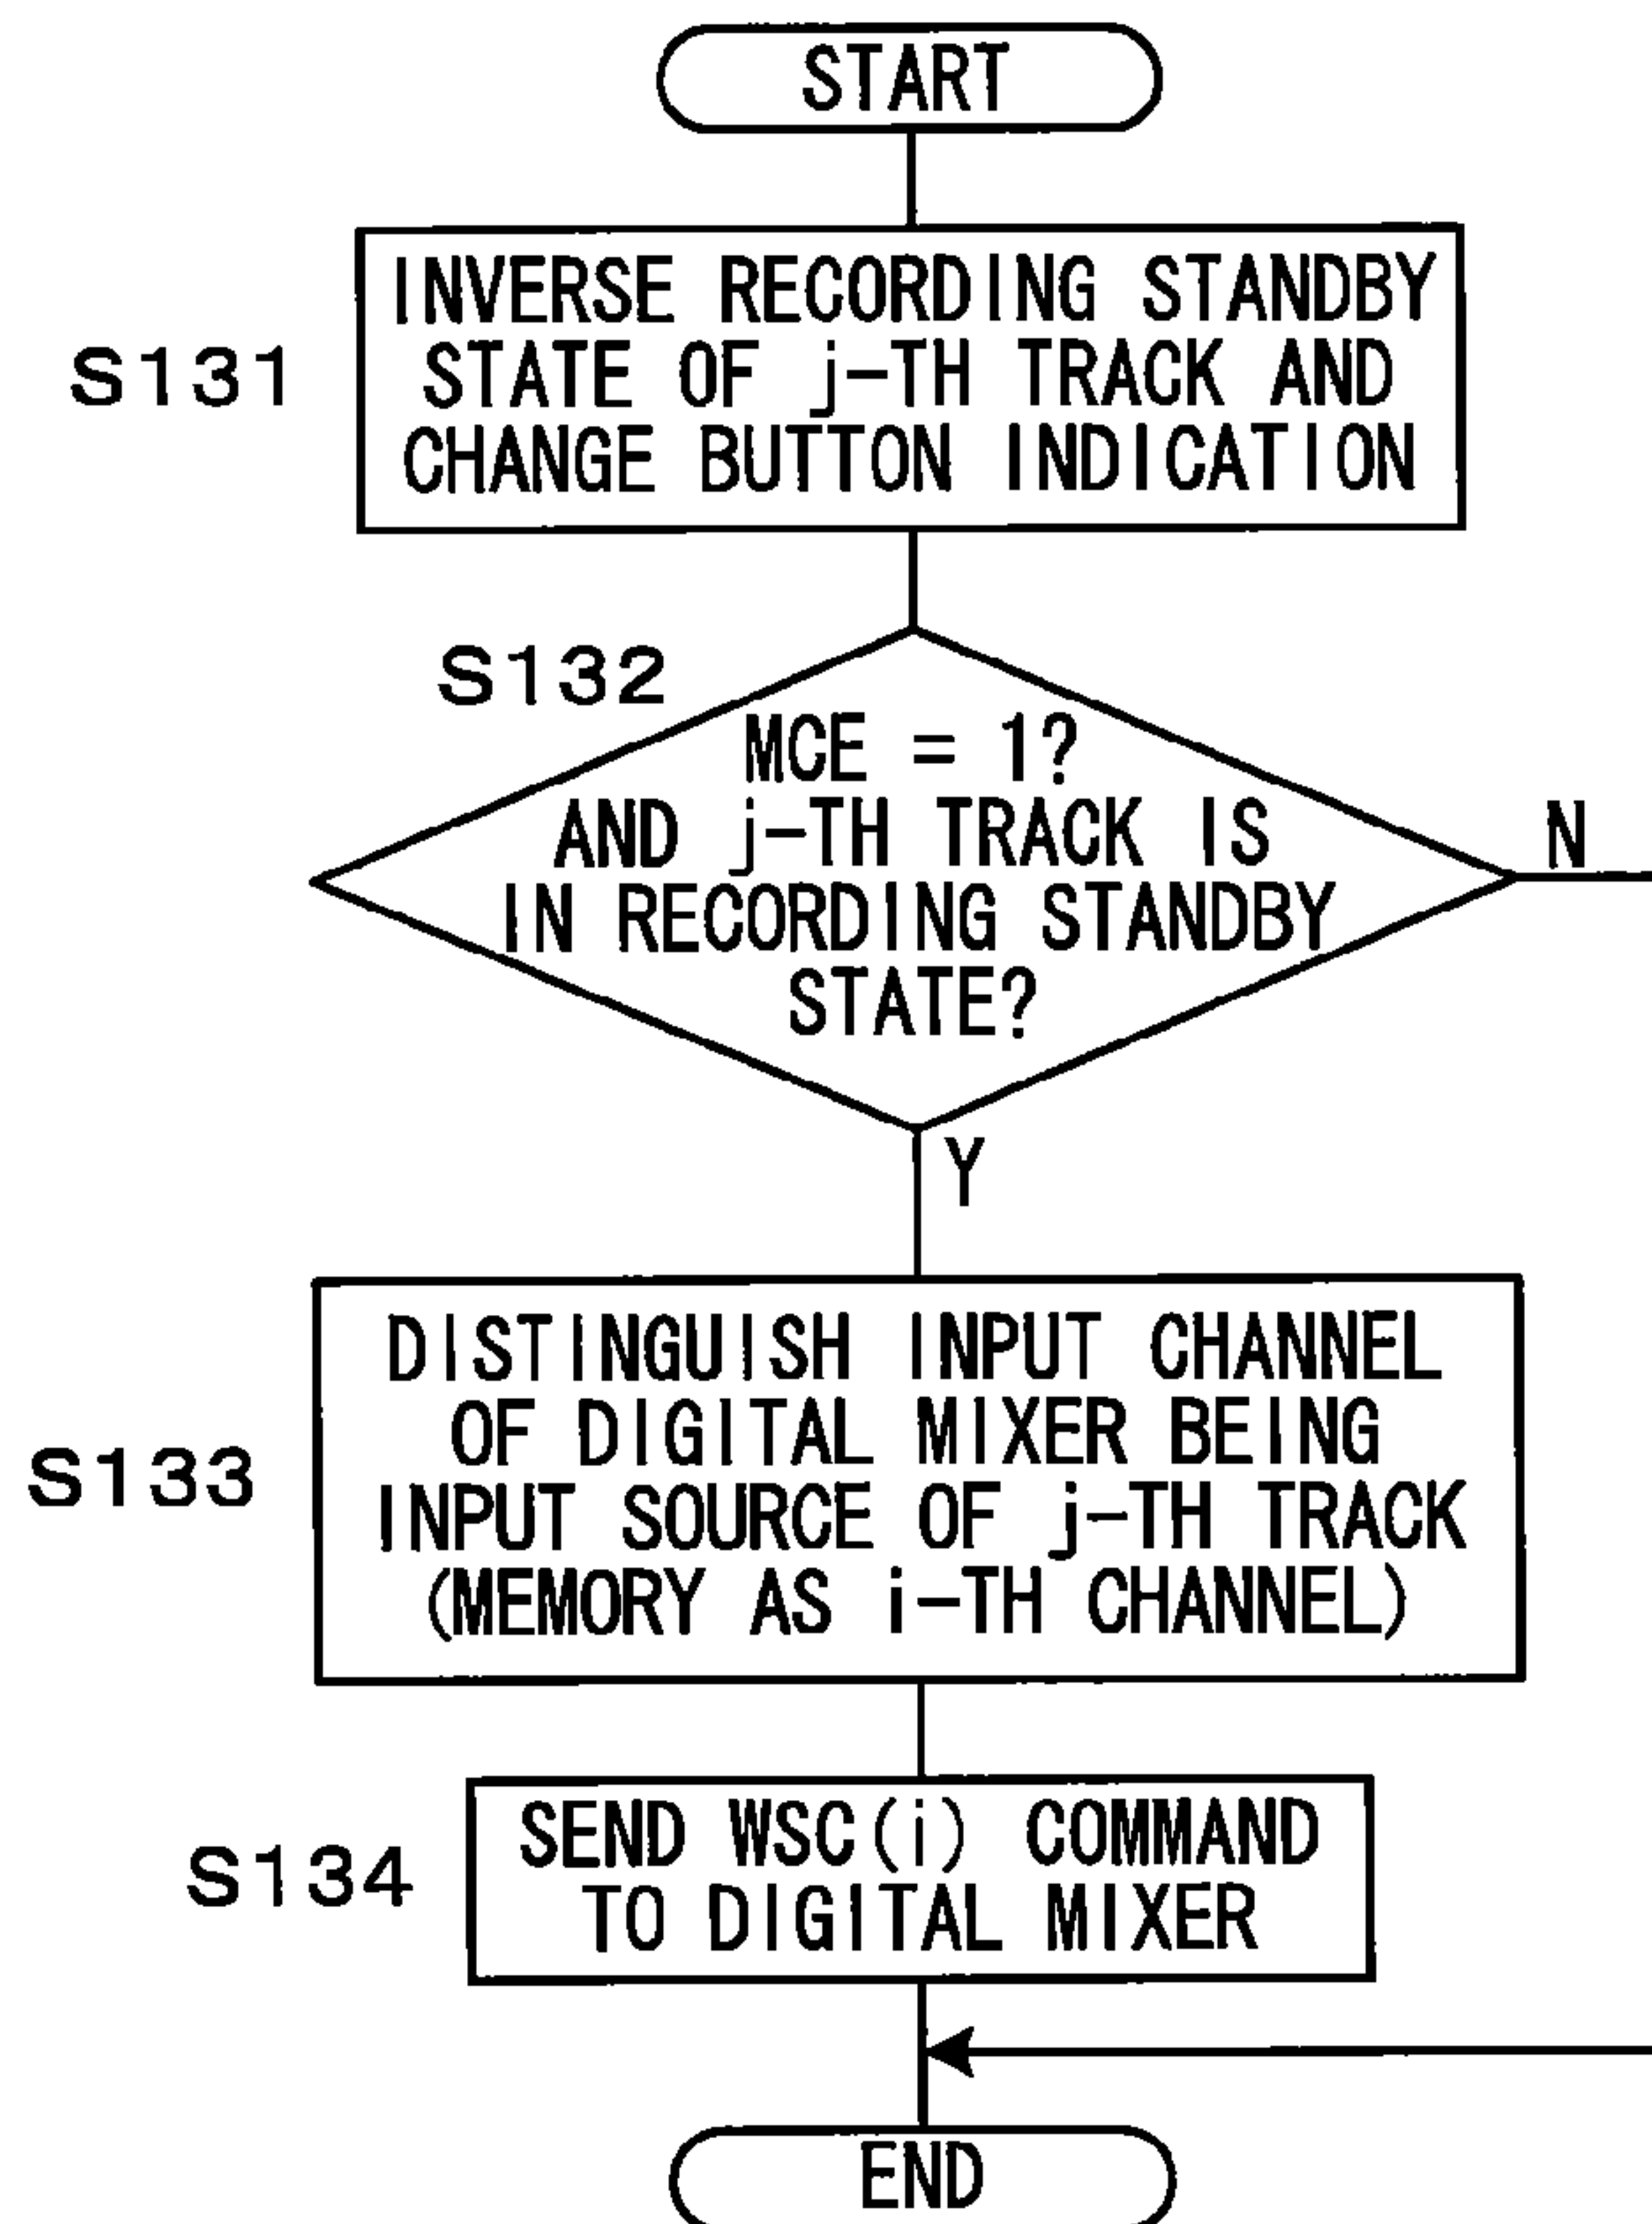 START
INVERSE RECORDING STANDBY
S131
STATE OF j-TH TRACK AND
CHANGE BUTTON INDICATION
S132
MCE = 1?
AND j-TH TRACK IS
N
IN RECORDING STANDBY
STATE?
Y
DISTINGUISH INPUT CHANNEL
OF DIGITAL MIXER BEING
S133
INPUT SOURCE OF j-TH TRACK
(MEMORY AS i-TH CHANNEL)
SEND WSC(i) COMMAND
S134
TO DIGITAL MIXER
END